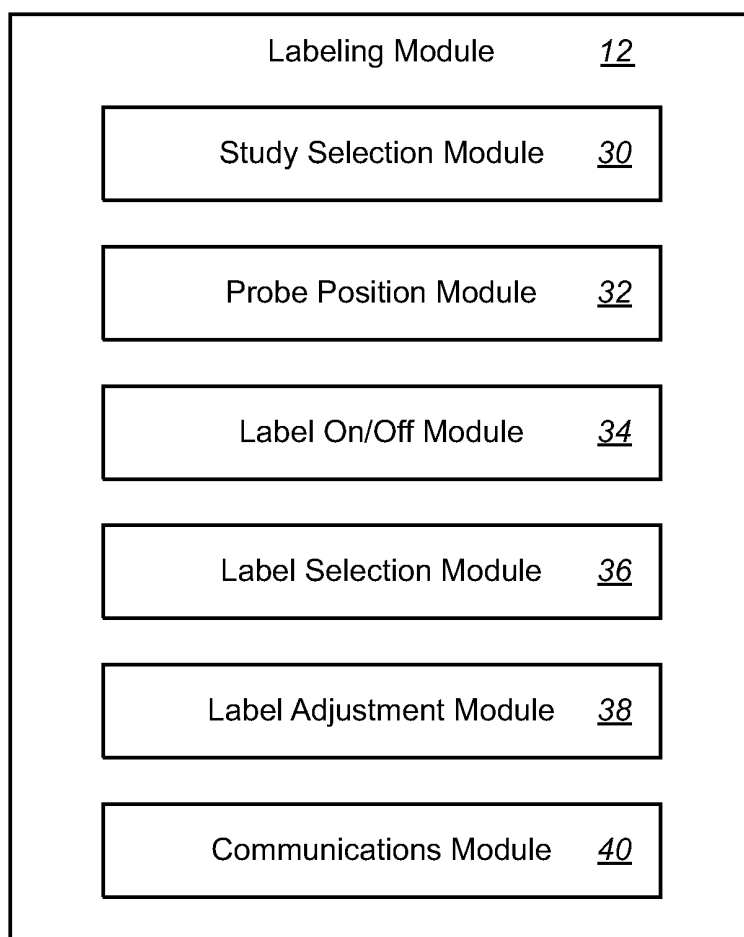 Labeling Module 12
Study Selection Module 30
Probe Position Module 32
Label On/Off Module 34
Label Selection Module 36
Label Adjustment Module 38
Communications Module 40